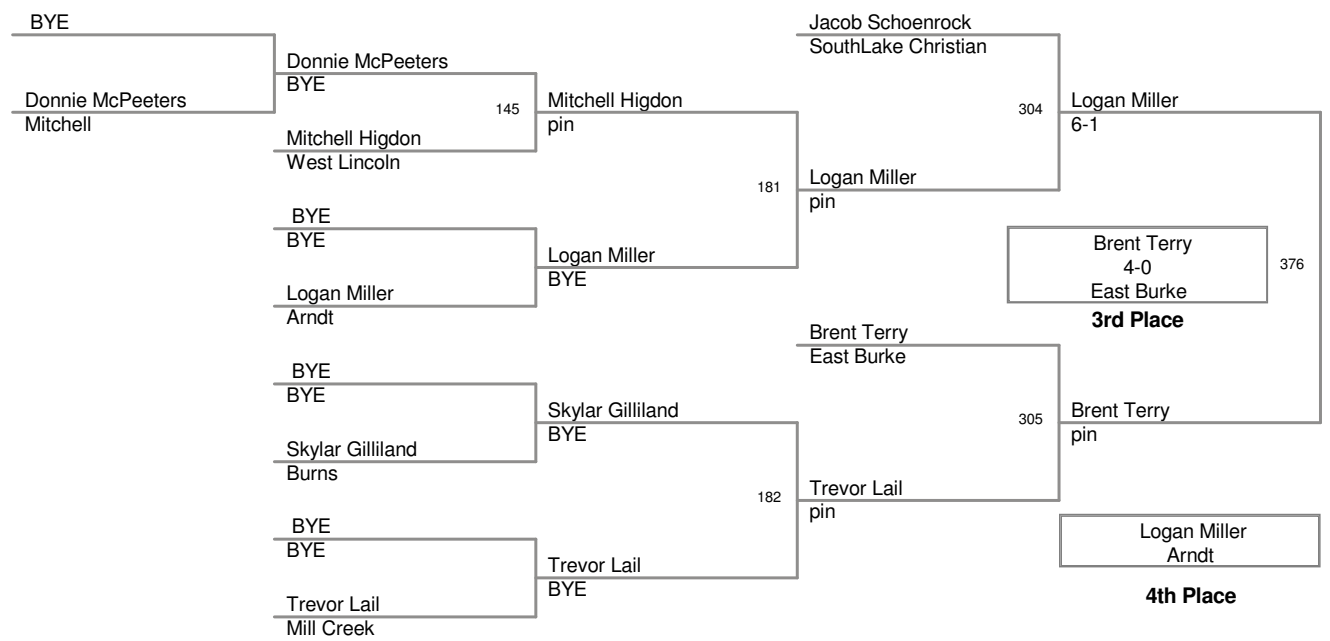 BYE
Donnie McPeeters
Mitchell
Donnie McPeeters
BYE
145
Mitchell Higdon
West Lincoln
BYE
BYE
Logan Miller
Arndt
BYE
BYE
Skylar Gilliland
Burns
BYE
BYE
Trevor Lail
Mill Creek
Mitchell Higdon
pin
181
Logan Miller
BYE
Skylar Gilliland
BYE
182
Trevor Lail
BYE
Jacob Schoenrock
SouthLake Christian
304
Logan Miller
pin
Brent Terry
East Burke
305
Trevor Lail
pin
Logan Miller
6-1
Brent Terry
4-0
East Burke
376
3rd Place
Brent Terry
pin
Logan Miller
Arndt
4th Place